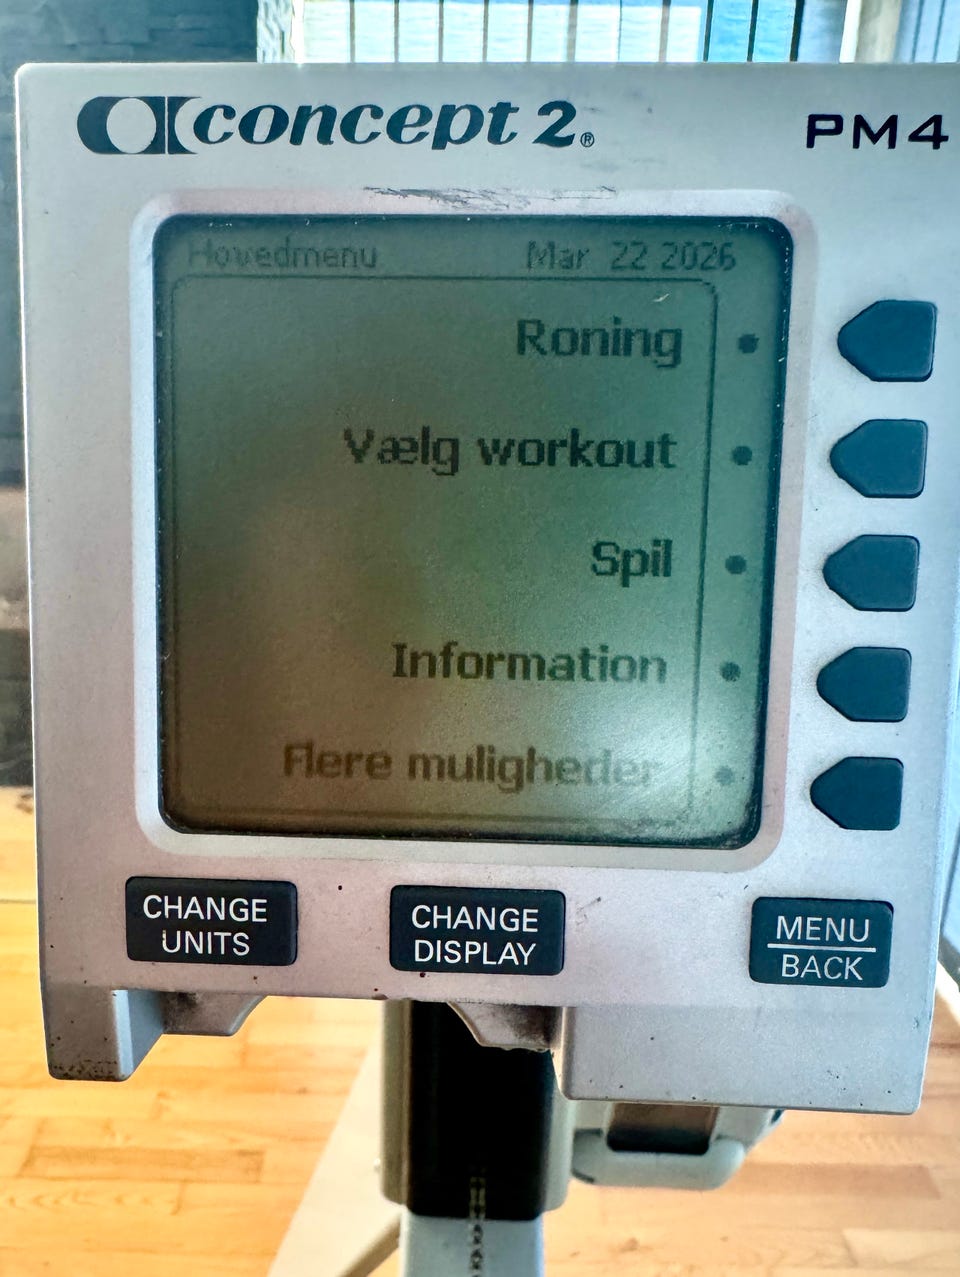 concept 2®
PM4
Hovedmenu Mar 22 2026
Roning
Vælg workout
Spil
Information
Flere muligheder
CHANGE
UNITS
CHANGE
DISPLAY
MENU
BACK